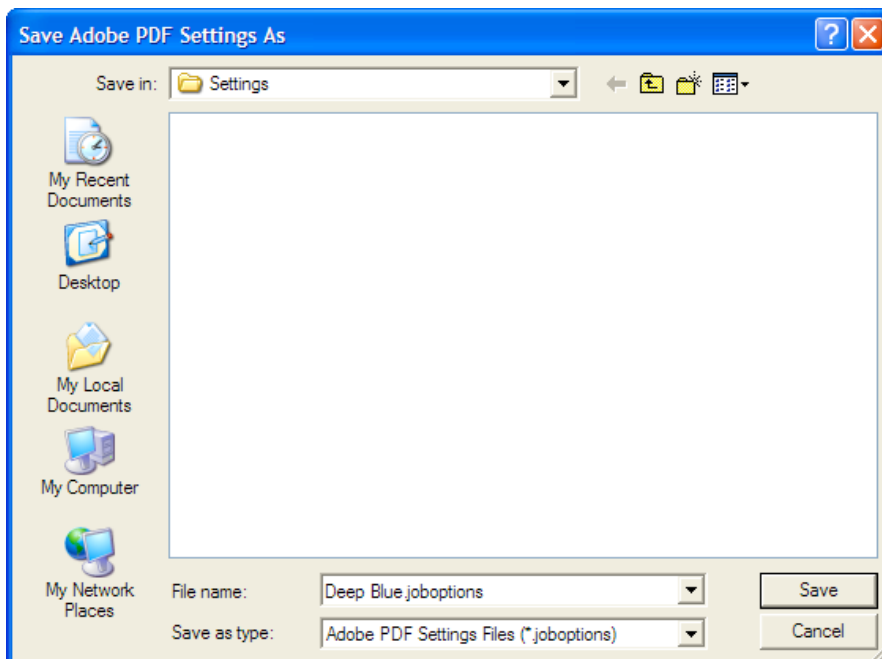 Save Adobe PDF Settings As
Save in: Settings
My Recent
Documents
Desktop
My Local
Documents
My Computer
My Network
Places
File name: Deep Blue.joboptions Save
Save as type: Adobe PDF Settings Files (*.joboptions) Cancel